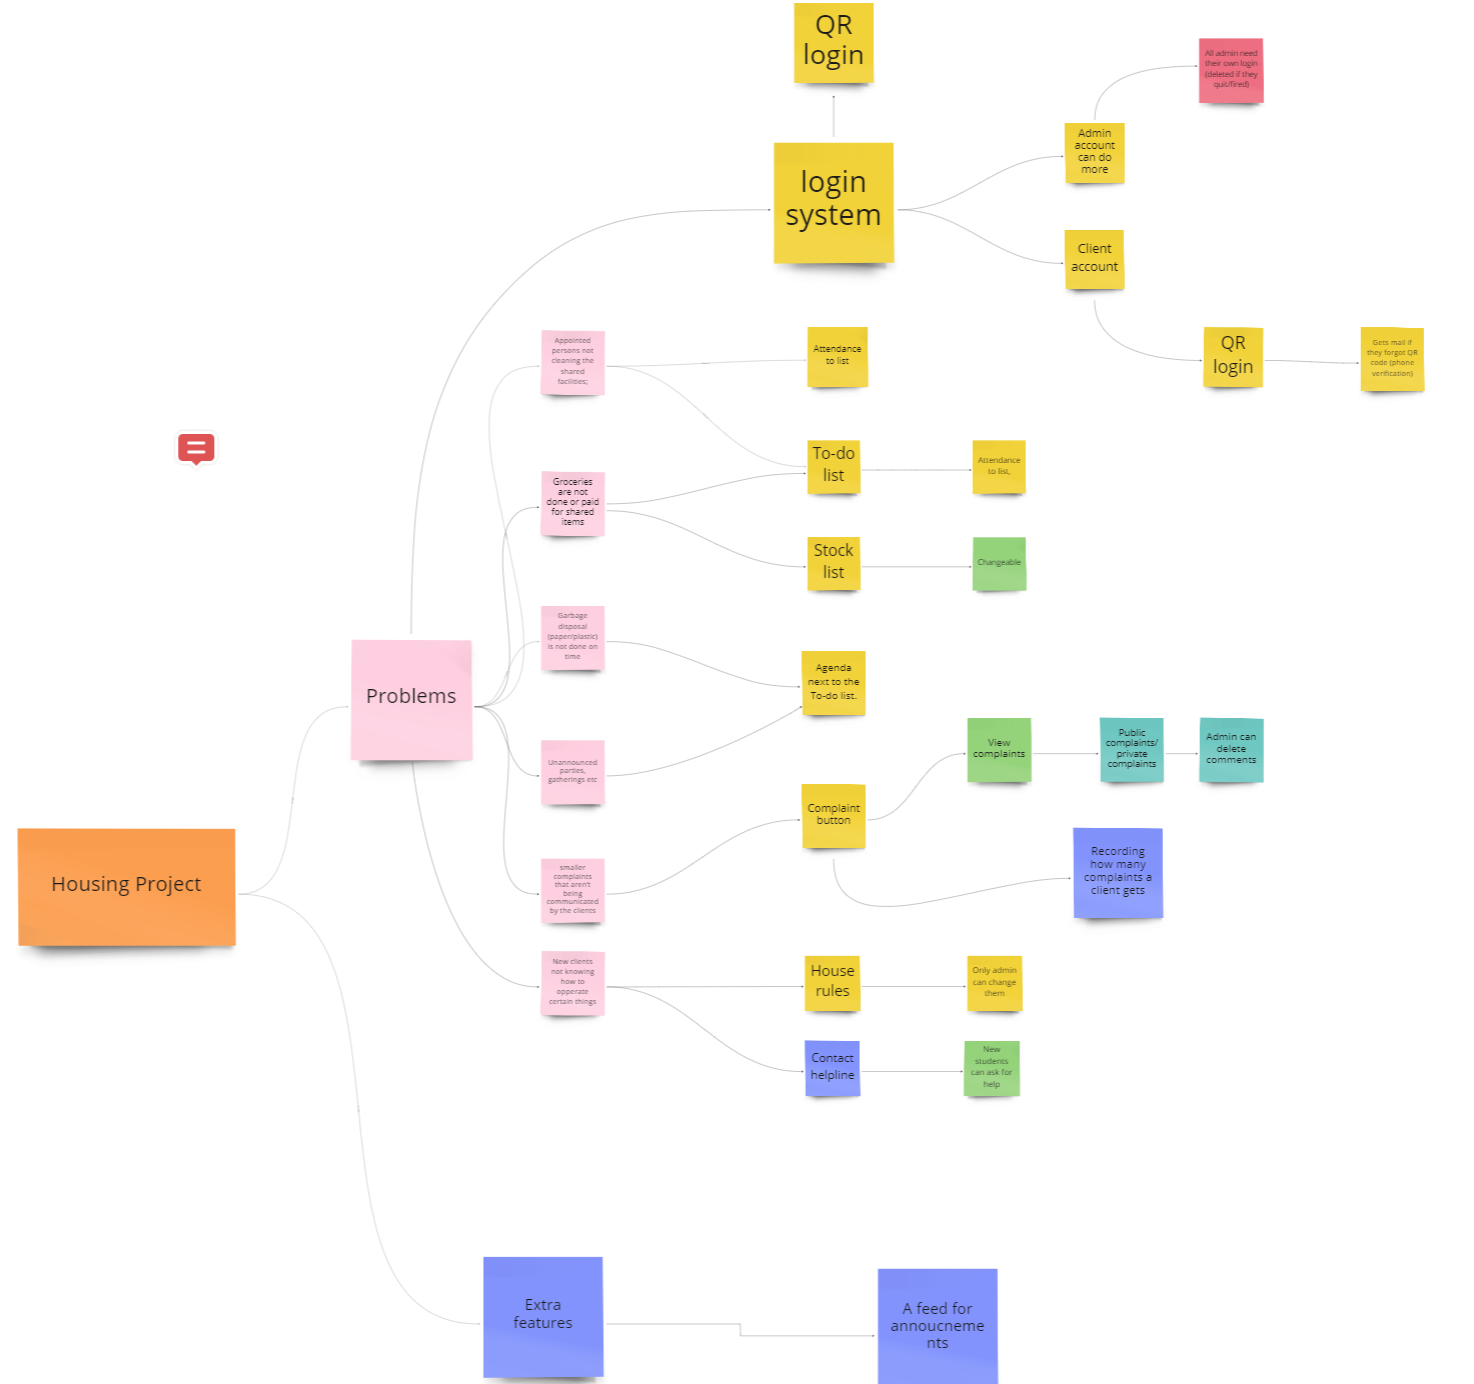 QR
login
All admin need
their own login
(deleted if they
quit/fired)
Admin
account
can do
more
login
system
Client
account
Appointed
persons not
cleaning the
shared
facilities;
Attendance
to list
QR
login
Gets mail if
they forgot QR
code (phone
verification)
Groceries
are not
done or paid
for shared
items
To-do
list
Attendance
to list,
Stock
list
Changeable
Garbage
disposal
(paper/plastic)
is not done on
time
Problems
Agenda
next to the
To-do list.
Unannounced
parties,
gatherings etc
View
complaints
Public
complaints/
private
complaints
Admin can
delete
comments
Complaint
button
Housing Project
smaller
complaints
that aren't
being
communicated
by the clients
Recording
how many
complaints a
client gets
New clients
not knowing
how to
opperate
certain things
House
rules
Only admin
can change
them
Contact
helpline
New
students
can ask for
help
Extra
features
A feed for
annoucneme
nts